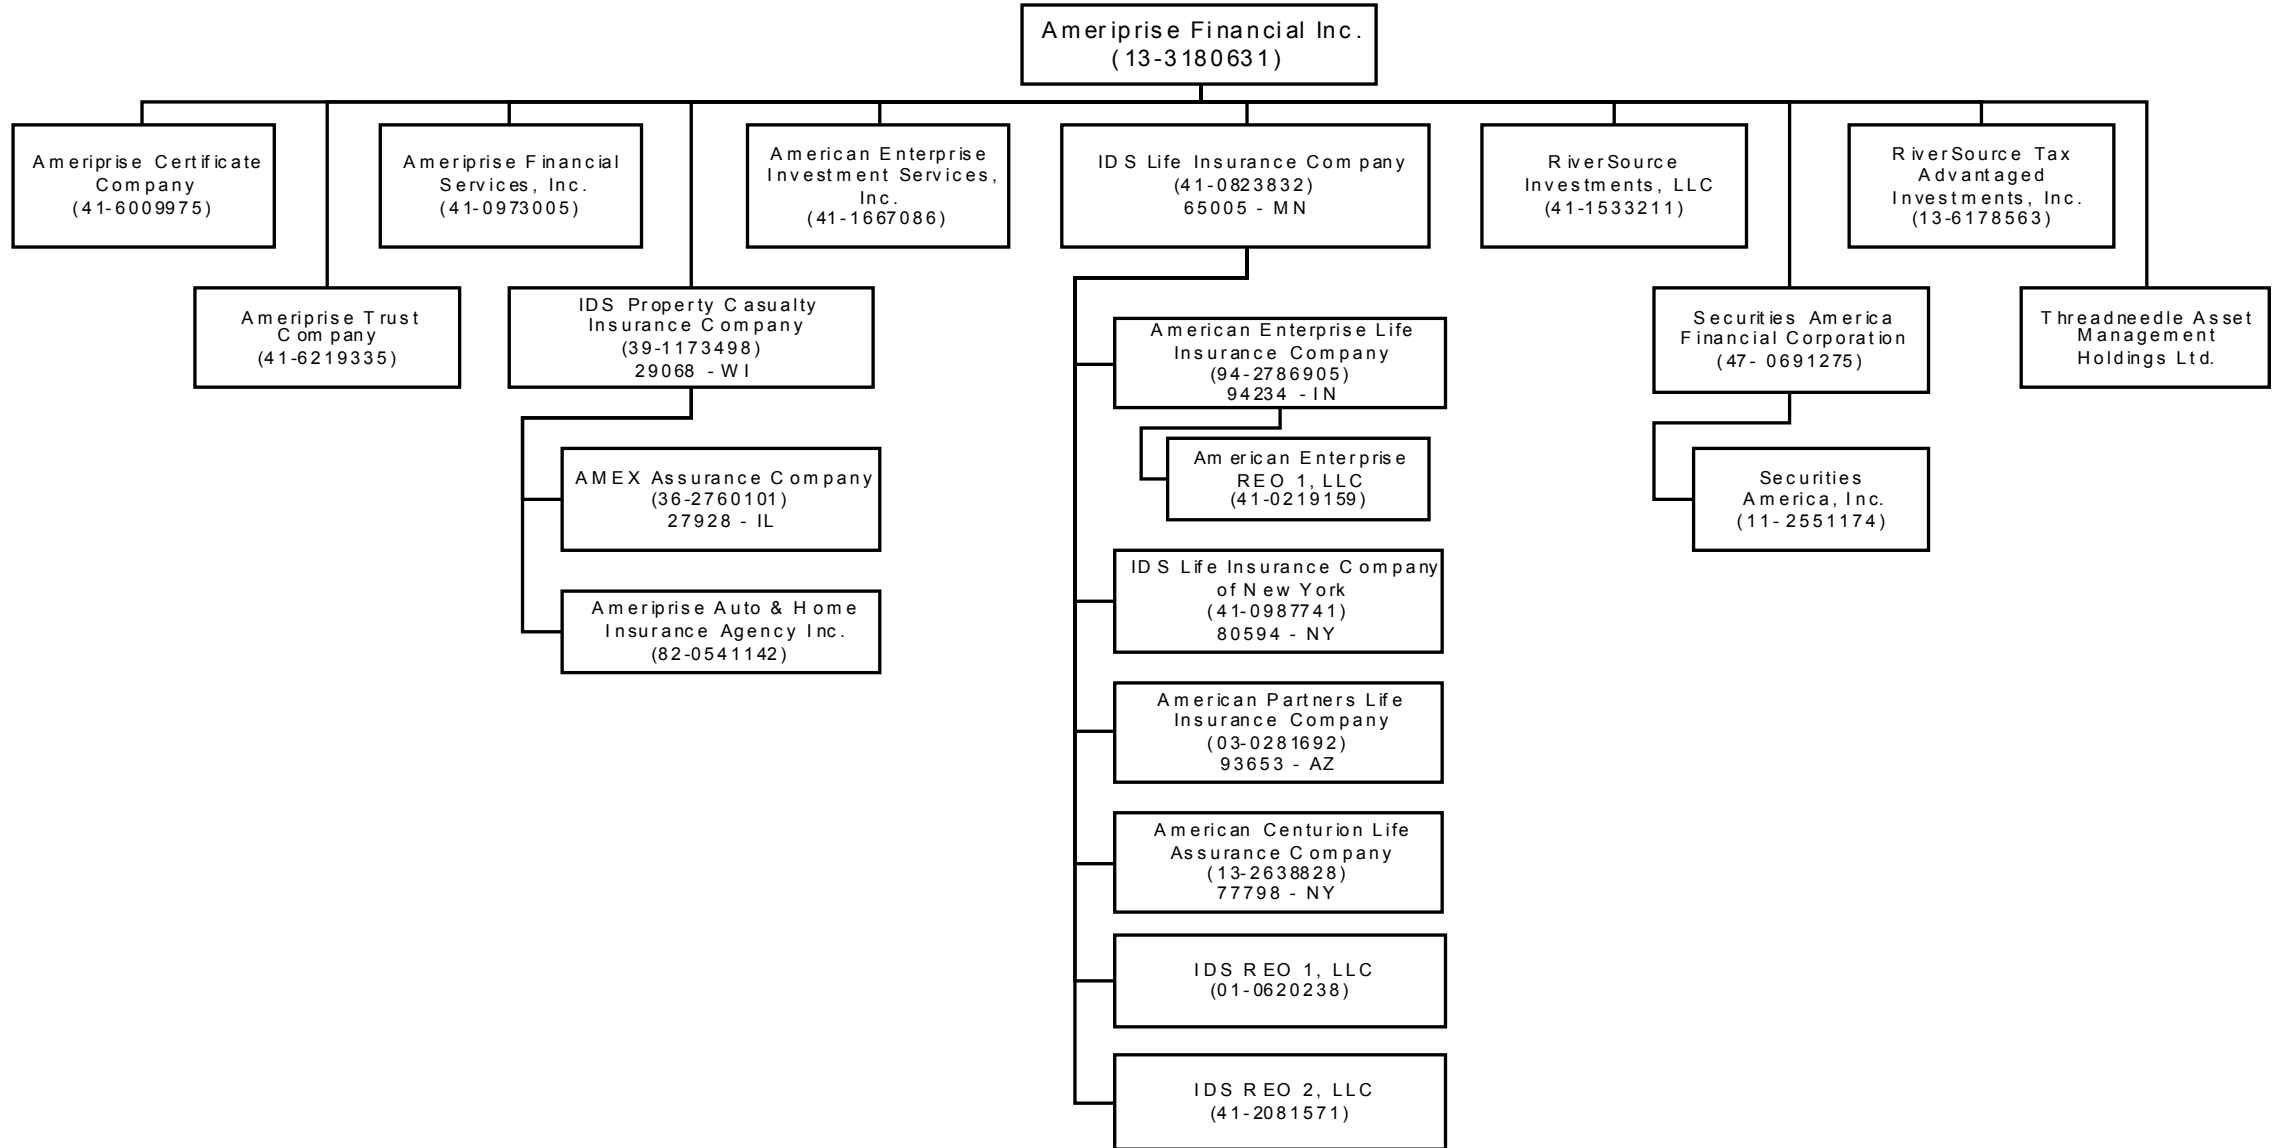 Ameriprise Financial Inc.
(13-3180631)
Ameriprise Certificate
Company
(41-6009975)
Ameriprise Financial
Services, Inc.
(41-0973005)
American Enterprise
Investment Services,
Inc.
(41-1667086)
IDS Life Insurance Company
(41-0823832)
65005 - MN
RiverSource
Investments, LLC
(41-1533211)
RiverSource Tax
Advantaged
Investments, Inc.
(13-6178563)
Ameriprise Trust
Company
(41-6219335)
IDS Property Casualty
Insurance Company
(39-1173498)
29068 - WI
Securities America
Financial Corporation
(47- 0691275)
Threadneedle Asset
Management
Holdings Ltd.
American Enterprise Life
Insurance Company
(94-2786905)
94234 - IN
American Enterprise
REO 1, LLC
(41-0219159)
AMEX Assurance Company
(36-2760101)
27928 - IL
Securities
America, Inc.
(11- 2551174)
Ameriprise Auto & Home
Insurance Agency Inc.
(82-0541142)
IDS Life Insurance Company
of New York
(41-0987741)
80594 - NY
American Partners Life
Insurance Company
(03-0281692)
93653 - AZ
American Centurion Life
Assurance Company
(13-2638828)
77798 - NY
IDS REO 1, LLC
(01-0620238)
IDS REO 2, LLC
(41-2081571)